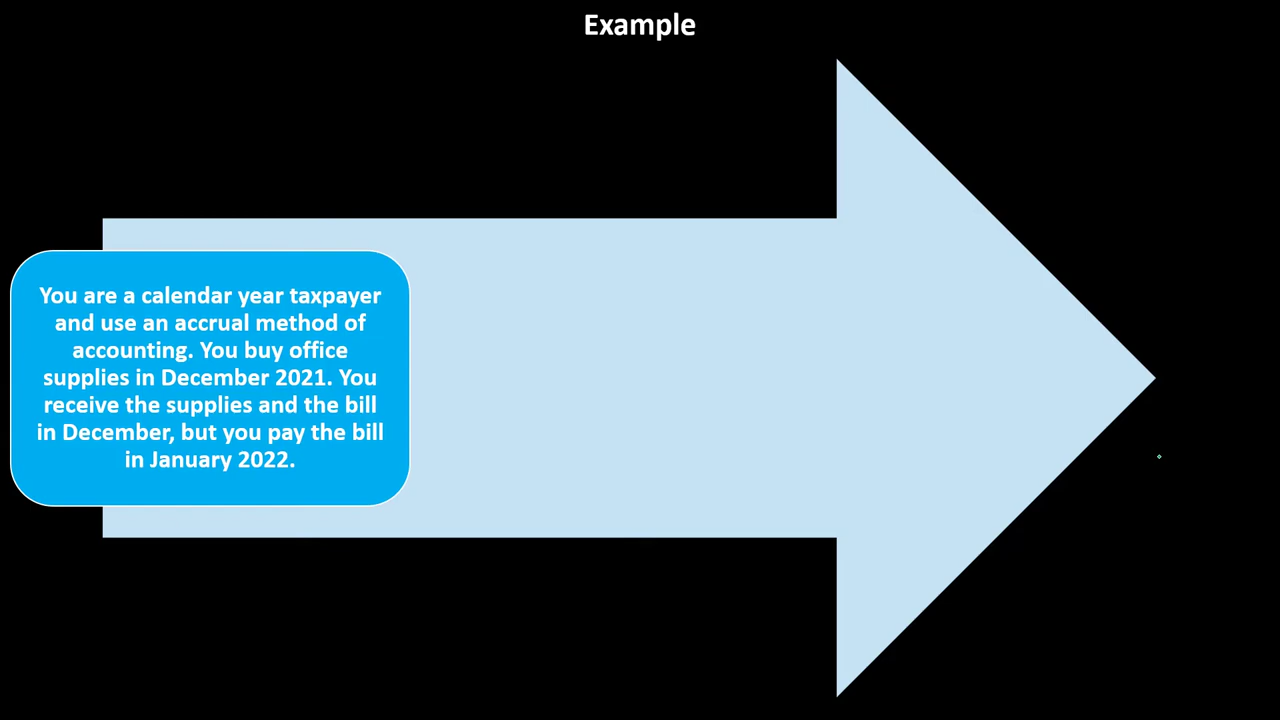 Example
You are a calendar year taxpayer
and use an accrual method of
accounting. You buy office
supplies in December 2021. You
receive the supplies and the bill
in December, but you pay the bill
in January 2022.